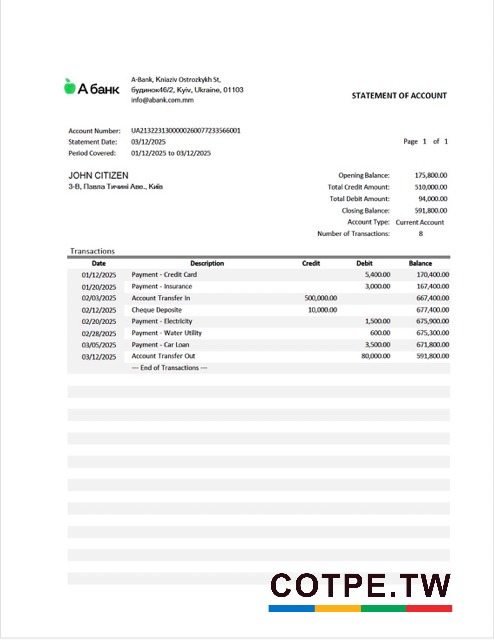 А банк
A-Bank, Kniaziv Ostrozkykh St,
будинок46/2, Kyiv, Ukraine, 01103
info@abank.com.mm
STATEMENT OF ACCOUNT
Account Number: UA2132231300000260077233566001
Statement Date: 03/12/2025 Page 1 of 1
Period Covered: 01/12/2025 to 03/12/2025
JOHN CITIZEN
3-В, Павла Тичині Аве., Київ
Opening Balance: 175,800.00
Total Credit Amount: 510,000.00
Total Debit Amount: 94,000.00
Closing Balance: 591,800.00
Account Type: Current Account
Number of Transactions: 8
Transactions
Date Description Credit Debit Balance
01/12/2025 Payment - Credit Card 5,400.00 170,400.00
01/20/2025 Payment - Insurance 3,000.00 167,400.00
02/03/2025 Account Transfer In 500,000.00 667,400.00
02/12/2025 Cheque Deposite 10,000.00 677,400.00
02/20/2025 Payment - Electricity 1,500.00 675,900.00
02/28/2025 Payment - Water Utility 600.00 675,300.00
03/05/2025 Payment - Car Loan 3,500.00 671,800.00
03/12/2025 Account Transfer Out 80,000.00 591,800.00
--- End of Transactions ---
COTPE.TW